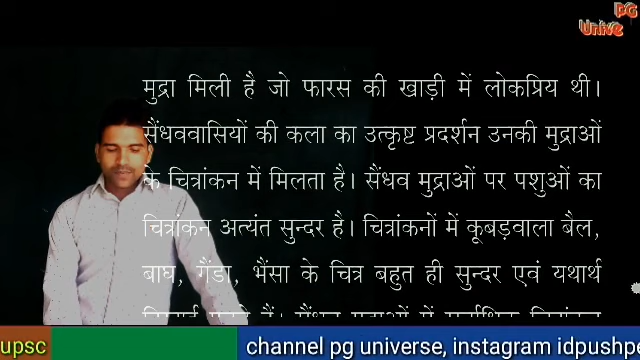 PG
Unive
मुद्रा मिली है जो फारस की खाड़ी में लोकप्रिय थी।
सैंधववासियों की कला का उत्कृष्ट प्रदर्शन उनकी मुद्राओं
के चित्रांकन में मिलता है। सैंधव मुद्राओं पर पशुओं का
चित्रांकन अत्यंत सुन्दर है। चित्रांकनों में कूबड़वाला बैल,
बाघ, गैंडा, भैंसा के चित्र बहुत ही सुन्दर एवं यथार्थ
upsc channel pg universe, instagram idpushpe